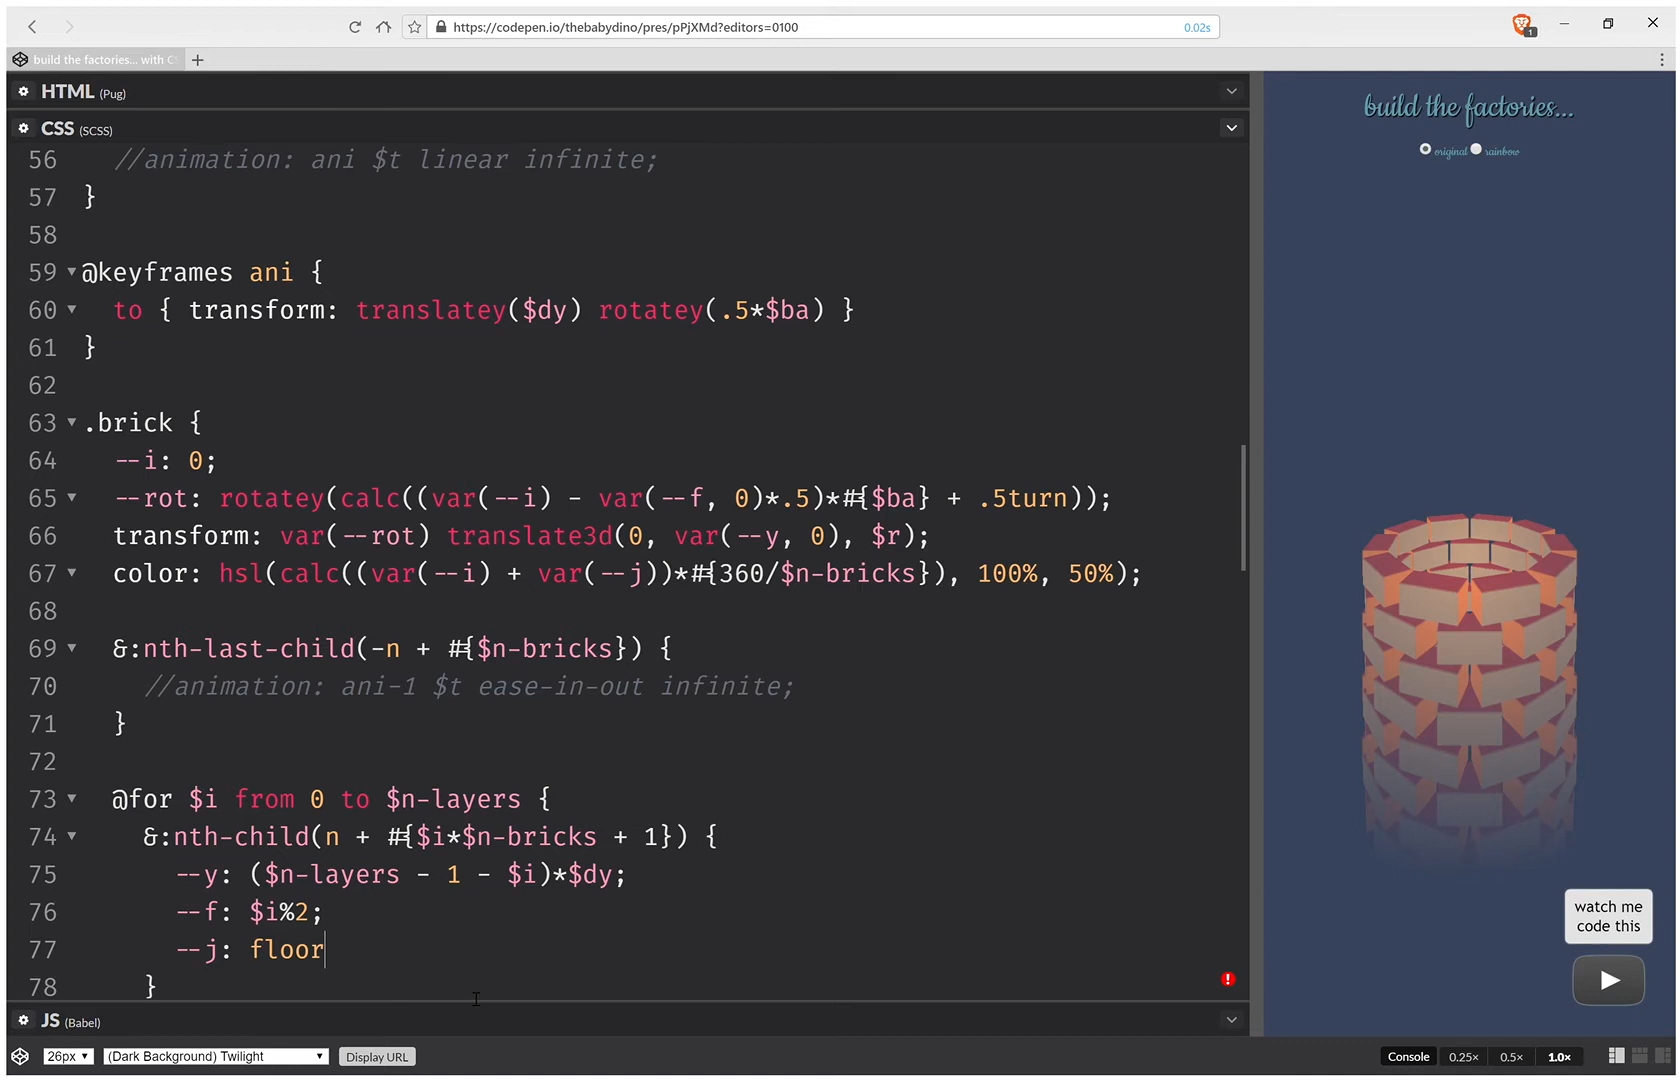 https://codepen.io/thebabydino/pres/pPjXMd?editors=0100
0.02s
1
build the factories... with C
HTML (Pug)
CSS (SCSS)
56 //animation: ani $t linear infinite;
57 }
58
59 @keyframes ani {
60 to { transform: translatey($dy) rotatey(.5*$ba) }
61 }
62
63 .brick {
64 --i: 0;
65 --rot: rotatey(calc((var(--i) - var(--f, 0)*.5)*#{$ba} + .5turn));
66 transform: var(--rot) translate3d(0, var(--y, 0), $r);
67 color: hsl(calc((var(--i) + var(--j))*#{360/$n-bricks}), 100%, 50%);
68
69 &:nth-last-child(-n + #{$n-bricks}) {
70 //animation: ani-1 $t ease-in-out infinite;
71 }
72
73 @for $i from 0 to $n-layers {
74 &:nth-child(n + #{$i*$n-bricks + 1}) {
75 --y: ($n-layers - 1 - $i)*$dy;
76 --f: $i%2;
77 --j: floor
78 }
JS (Babel)
26px
(Dark Background) Twilight
Display URL
build the factories...
original rainbow
watch me
code this
Console 0.25× 0.5× 1.0×